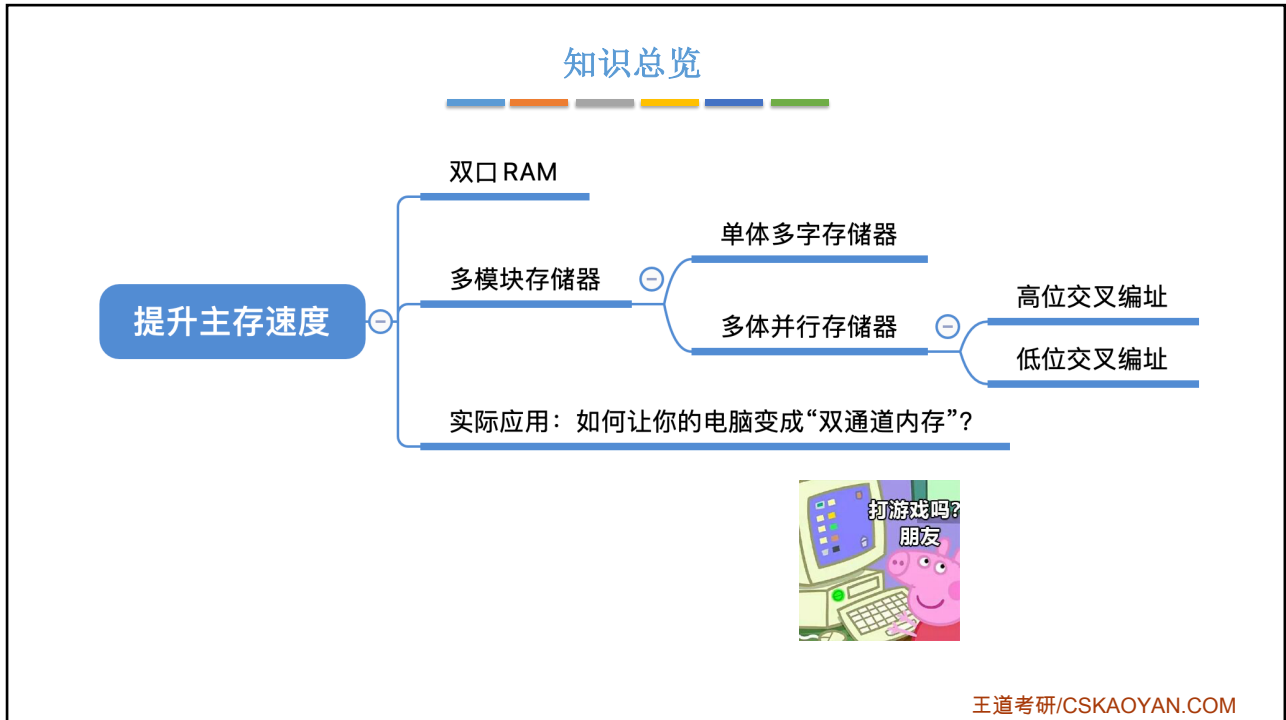 知识总览
双口 RAM
单体多字存储器
多模块存储器
高位交叉编址
提升主存速度
多体并行存储器
低位交叉编址
实际应用：如何让你的电脑变成“双通道内存”？
打游戏吗?
朋友
王道考研/CSKAOYAN.COM